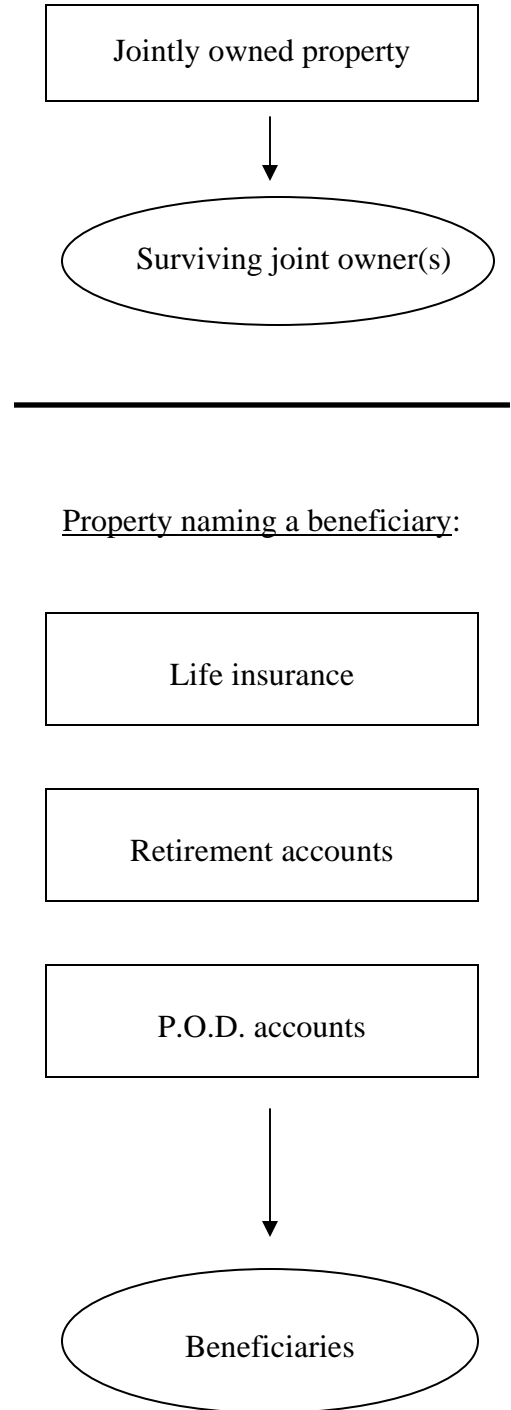 Jointly owned property
Surviving joint owner(s)
Property naming a beneficiary:
Life insurance
Retirement accounts
P.O.D. accounts
Beneficiaries